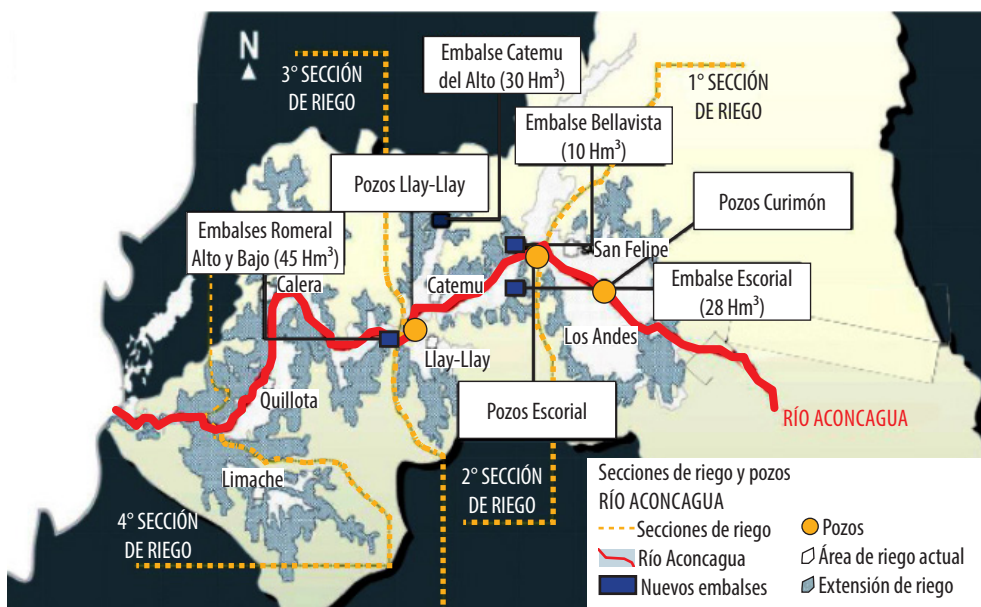 N
3° SECCIÓN
DE RIEGO
Embalse Catemu
del Alto (30 Hm³)
1° SECCIÓN
DE RIEGO
Embalse Bellavista
(10 Hm³)
Pozos Llay-Llay
Pozos Curimón
Embalses Romeral
Alto y Bajo (45 Hm³)
San Felipe
Calera
Catemu
Embalse Escorial
(28 Hm³)
Los Andes
Llay-Llay
Quillota
Pozos Escorial
RÍO ACONCAGUA
Limache
2° SECCIÓN
DE RIEGO
4° SECCIÓN
DE RIEGO
Secciones de riego y pozos
RÍO ACONCAGUA
Secciones de riego
Río Aconcagua
Nuevos embalses
Pozos
Área de riego actual
Extensión de riego